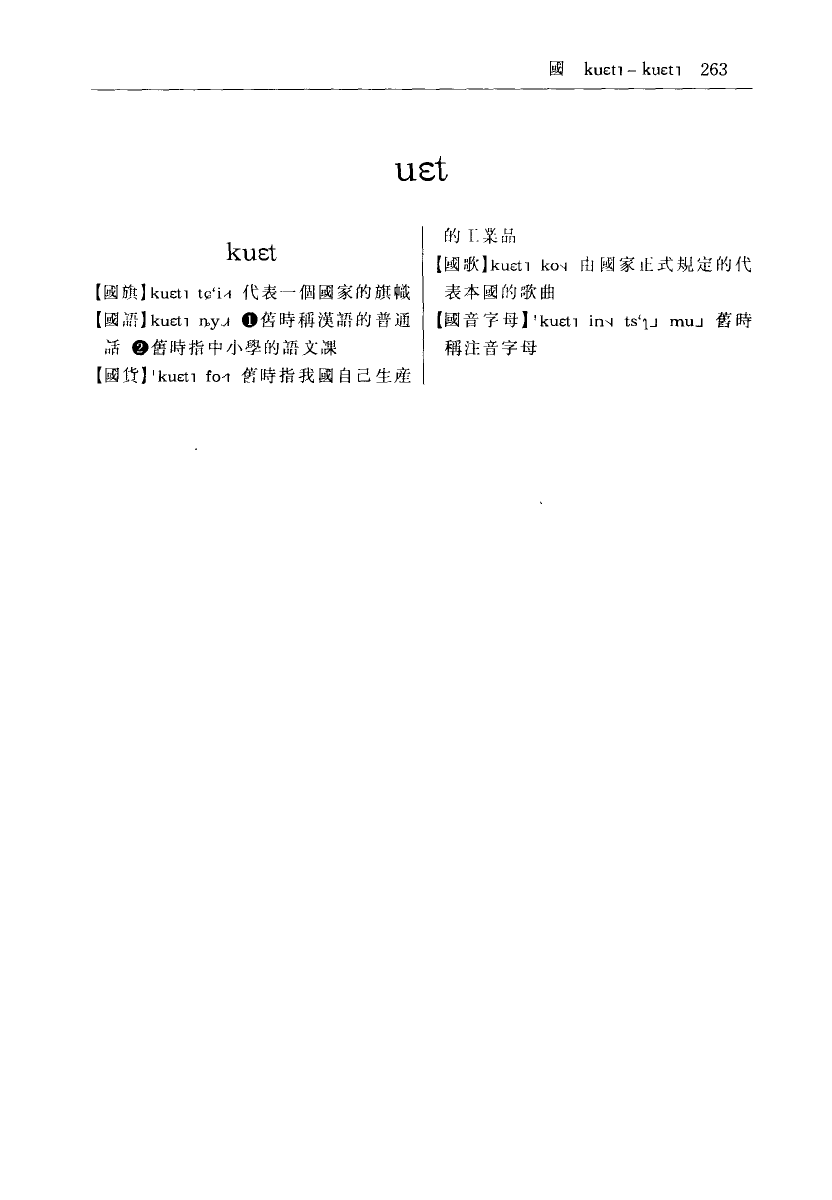 國 kuɛt˥ – kuɛt˥ 263
uɛt
kuɛt
【國旗】kuɛt˥ tɕʻi˨˦ 代表一個國家的旗幟
【國語】kuɛt˥ n̠y˩ ❶舊時稱漢語的普通
話 ❷舊時指中小學的語文課
【國貨】ˈkuɛt˥ fo˧˥ 舊時指我國自己生産
的工業品
【國歌】kuɛt˥ ko˧˩ 由國家正式規定的代
表本國的歌曲
【國音字母】ˈkuɛt˥ in˧˩ tsʻɿ˩ mu˩ 舊時
稱注音字母